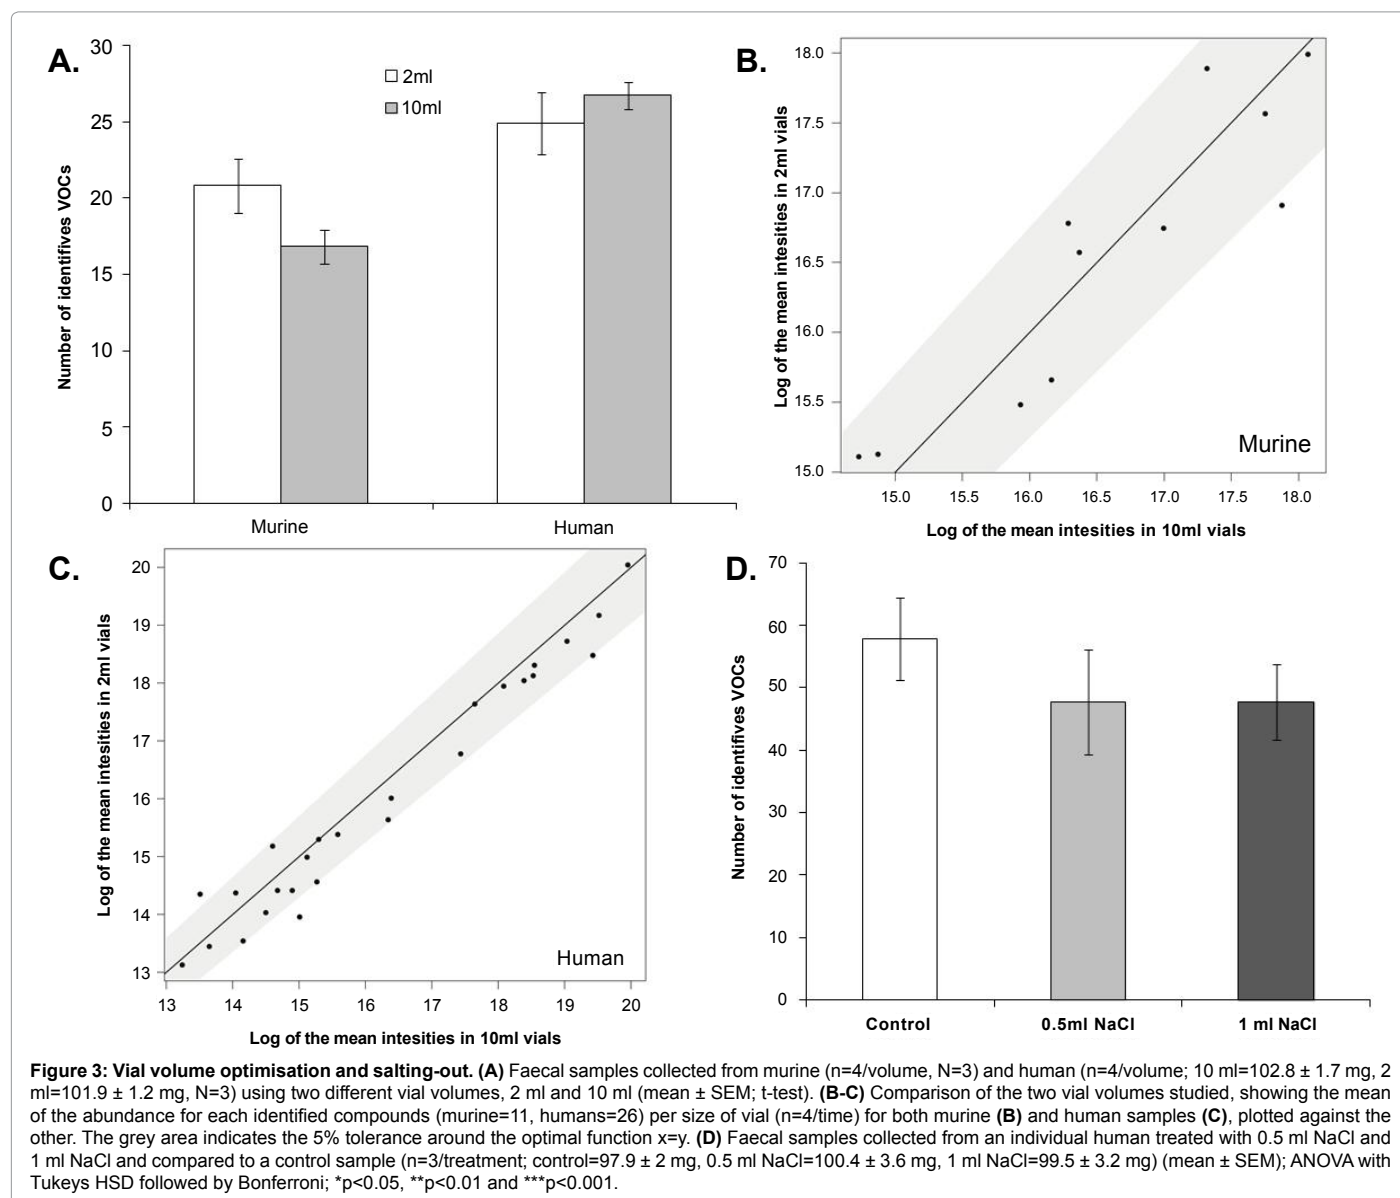 A.
30
25
20
15
10
5
0
Number of identifives VOCs
2ml
10ml
Murine
Human
B.
18.0
17.5
17.0
16.5
16.0
15.5
15.0
Log of the mean intesities in 2ml vials
Murine
15.0 15.5 16.0 16.5 17.0 17.5 18.0
Log of the mean intesities in 10ml vials
C.
20
19
18
17
16
15
14
13
Log of the mean intesities in 2ml vials
Human
13 14 15 16 17 18 19 20
Log of the mean intesities in 10ml vials
D.
70
60
50
40
30
20
10
0
Number of identifives VOCs
Control 0.5ml NaCl 1 ml NaCl
Figure 3: Vial volume optimisation and salting-out. (A) Faecal samples collected from murine (n=4/volume, N=3) and human (n=4/volume; 10 ml=102.8 ± 1.7 mg, 2
ml=101.9 ± 1.2 mg, N=3) using two different vial volumes, 2 ml and 10 ml (mean ± SEM; t-test). (B-C) Comparison of the two vial volumes studied, showing the mean
of the abundance for each identified compounds (murine=11, humans=26) per size of vial (n=4/time) for both murine (B) and human samples (C), plotted against the
other. The grey area indicates the 5% tolerance around the optimal function x=y. (D) Faecal samples collected from an individual human treated with 0.5 ml NaCl and
1 ml NaCl and compared to a control sample (n=3/treatment; control=97.9 ± 2 mg, 0.5 ml NaCl=100.4 ± 3.6 mg, 1 ml NaCl=99.5 ± 3.2 mg) (mean ± SEM); ANOVA with
Tukeys HSD followed by Bonferroni; *p<0.05, **p<0.01 and ***p<0.001.